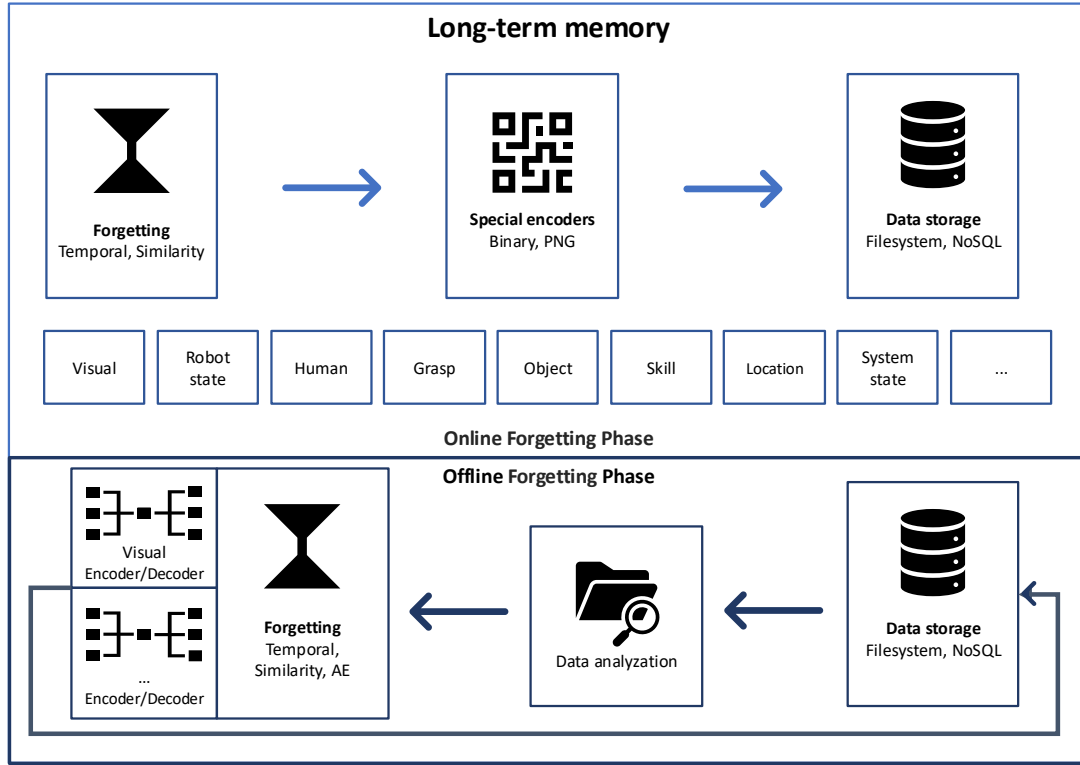 Long-term memory
Forgetting
Temporal, Similarity
Special encoders
Binary, PNG
Data storage
Filesystem, NoSQL
Visual
Robot
state
Human
Grasp
Object
Skill
Location
System
state
...
Online Forgetting Phase
Offline Forgetting Phase
Visual
Encoder/Decoder
...
Encoder/Decoder
Forgetting
Temporal,
Similarity, AE
Data analyzation
Data storage
Filesystem, NoSQL